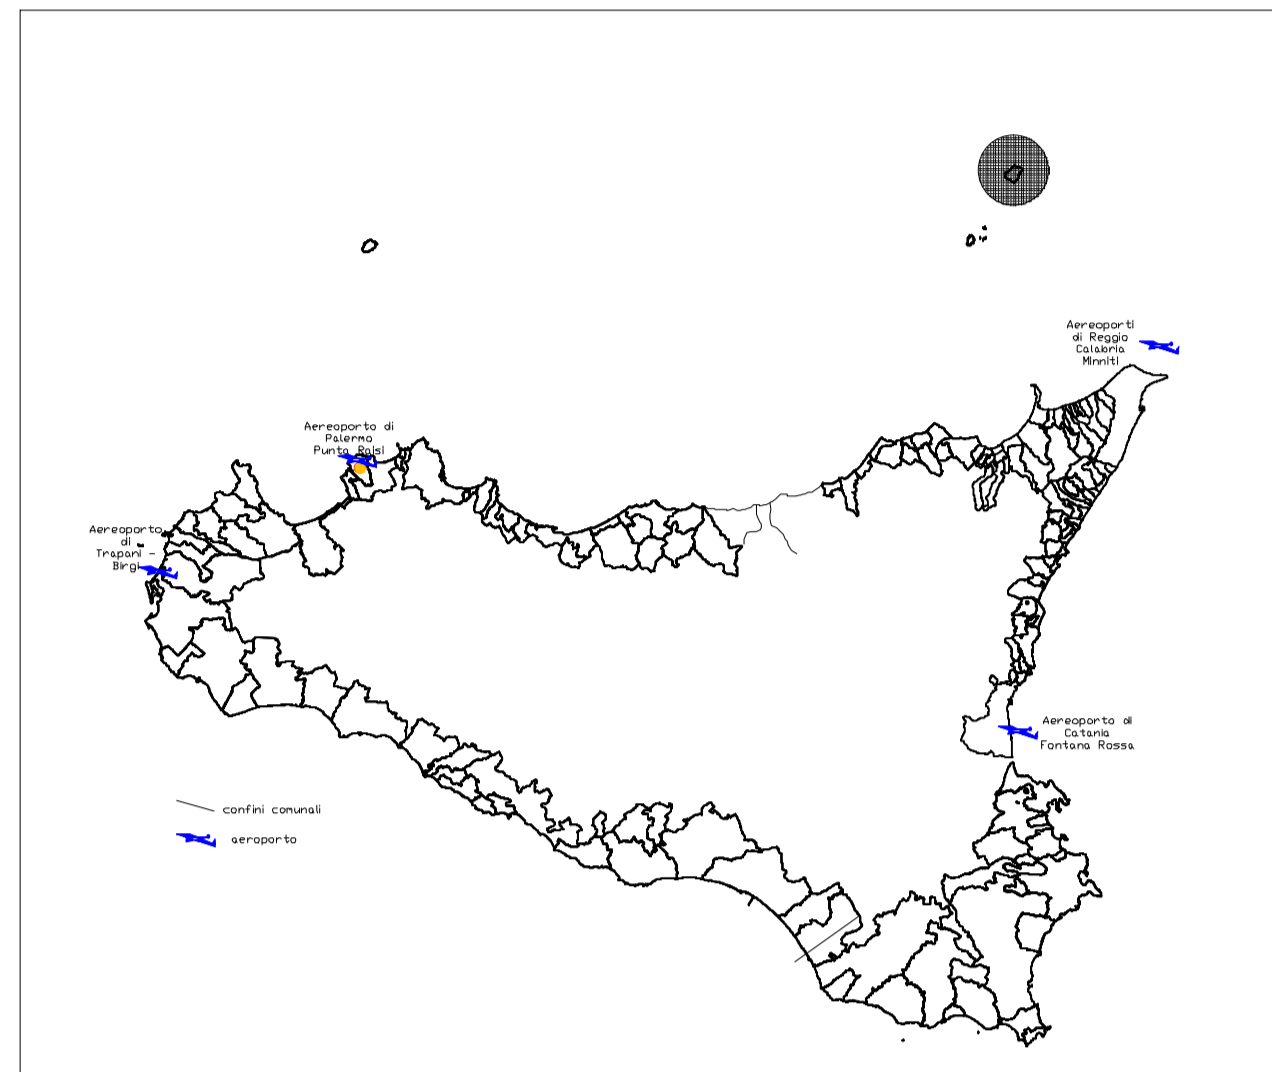 Aereoporti
di Reggio
Calabria
Minniti
Aereoporto di
Palermo
Punta Raisi
Aereoporto
di
Trapani -
Birgi
Aereoporto di
Catania
Fontana Rossa
confini comunali
aeroporto